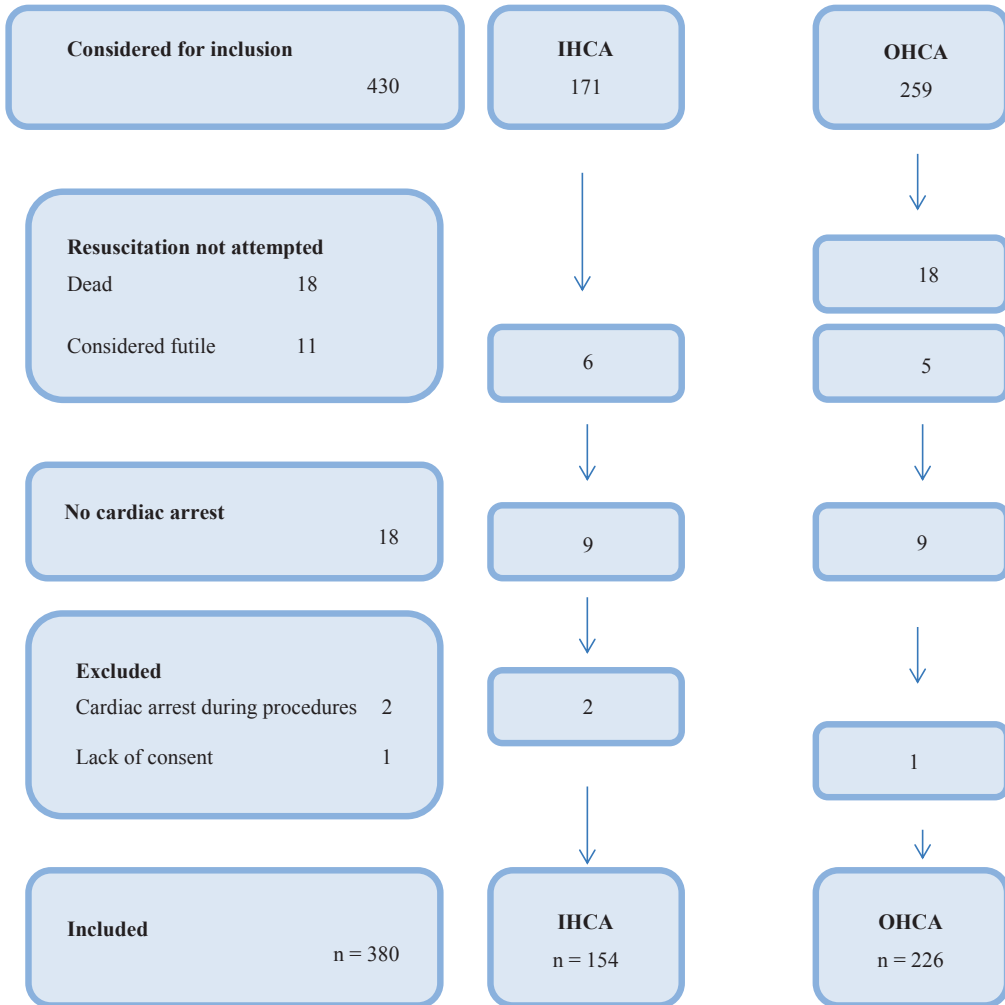 Considered for inclusion
430
IHCA
171
OHCA
259
Resuscitation not attempted
Dead 18
18
Considered futile 11
6
5
No cardiac arrest
18
9
9
Excluded
Cardiac arrest during procedures 2
2
Lack of consent 1
1
Included
n = 380
IHCA
n = 154
OHCA
n = 226